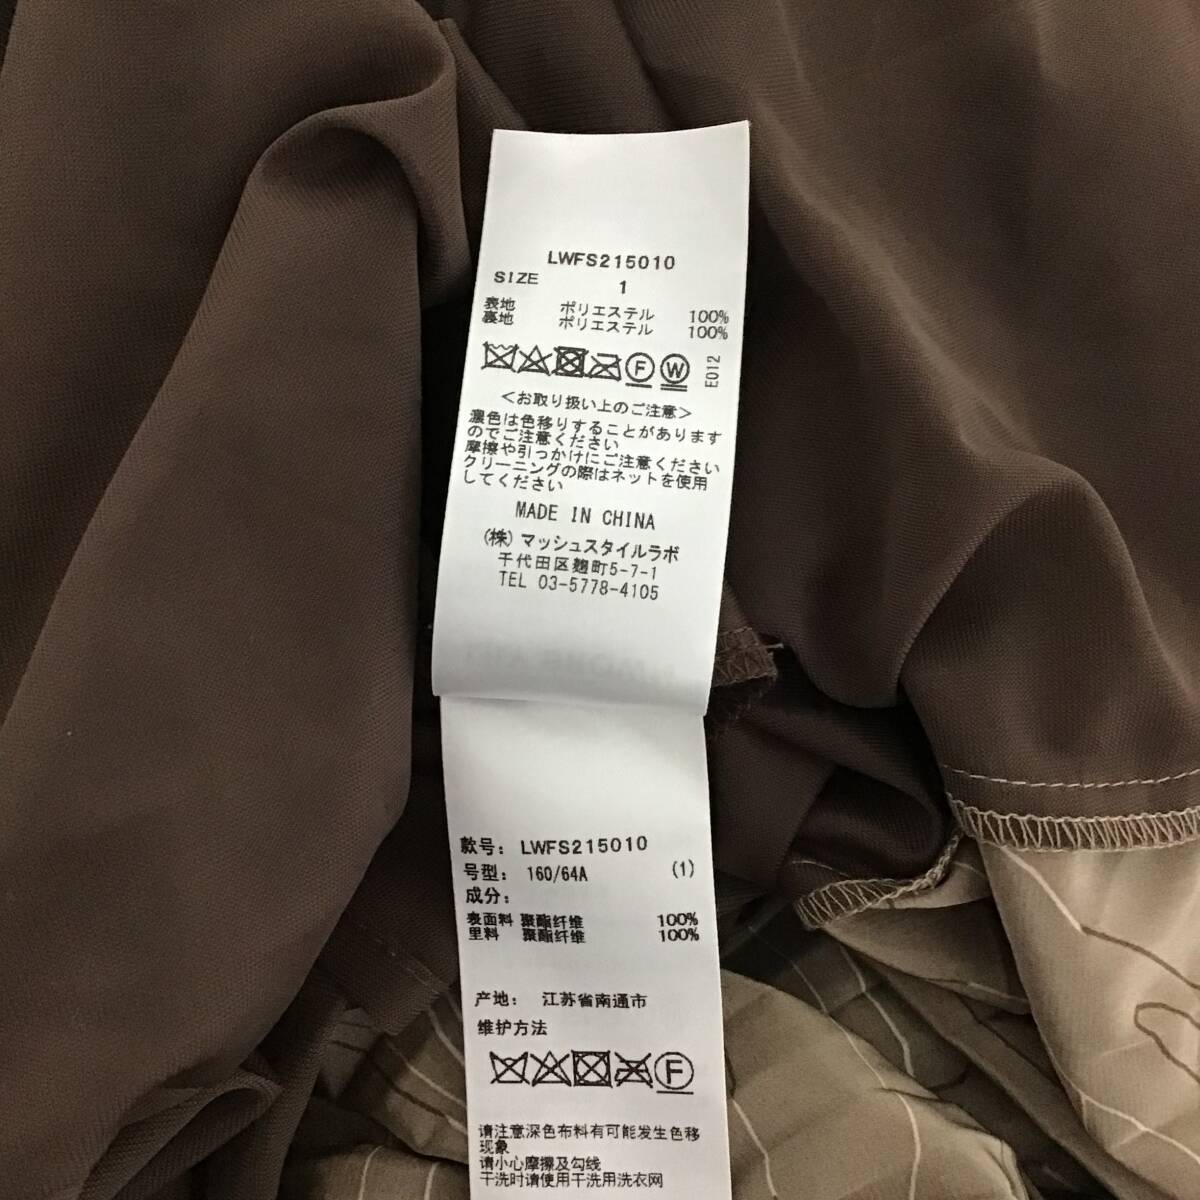 LWFS215010
SIZE 1
表地 ポリエステル 100%
裏地 ポリエステル 100%
F W E012
<お取り扱い上のご注意>
濃色は色移りすることがあります
のでご注意ください
摩擦や引っかけにご注意ください
クリーニングの際はネットを使用
してください
MADE IN CHINA
(株) マッシュスタイルラボ
千代田区麹町5-7-1
TEL 03-5778-4105
款号: LWFS215010
号型: 160/64A (1)
成分:
表面料 聚酯纤维 100%
里料 聚酯纤维 100%
产地: 江苏省南通市
维护方法
F
请注意深色布料有可能发生色移
现象
请小心摩擦及勾线
干洗时请使用干洗用洗衣网